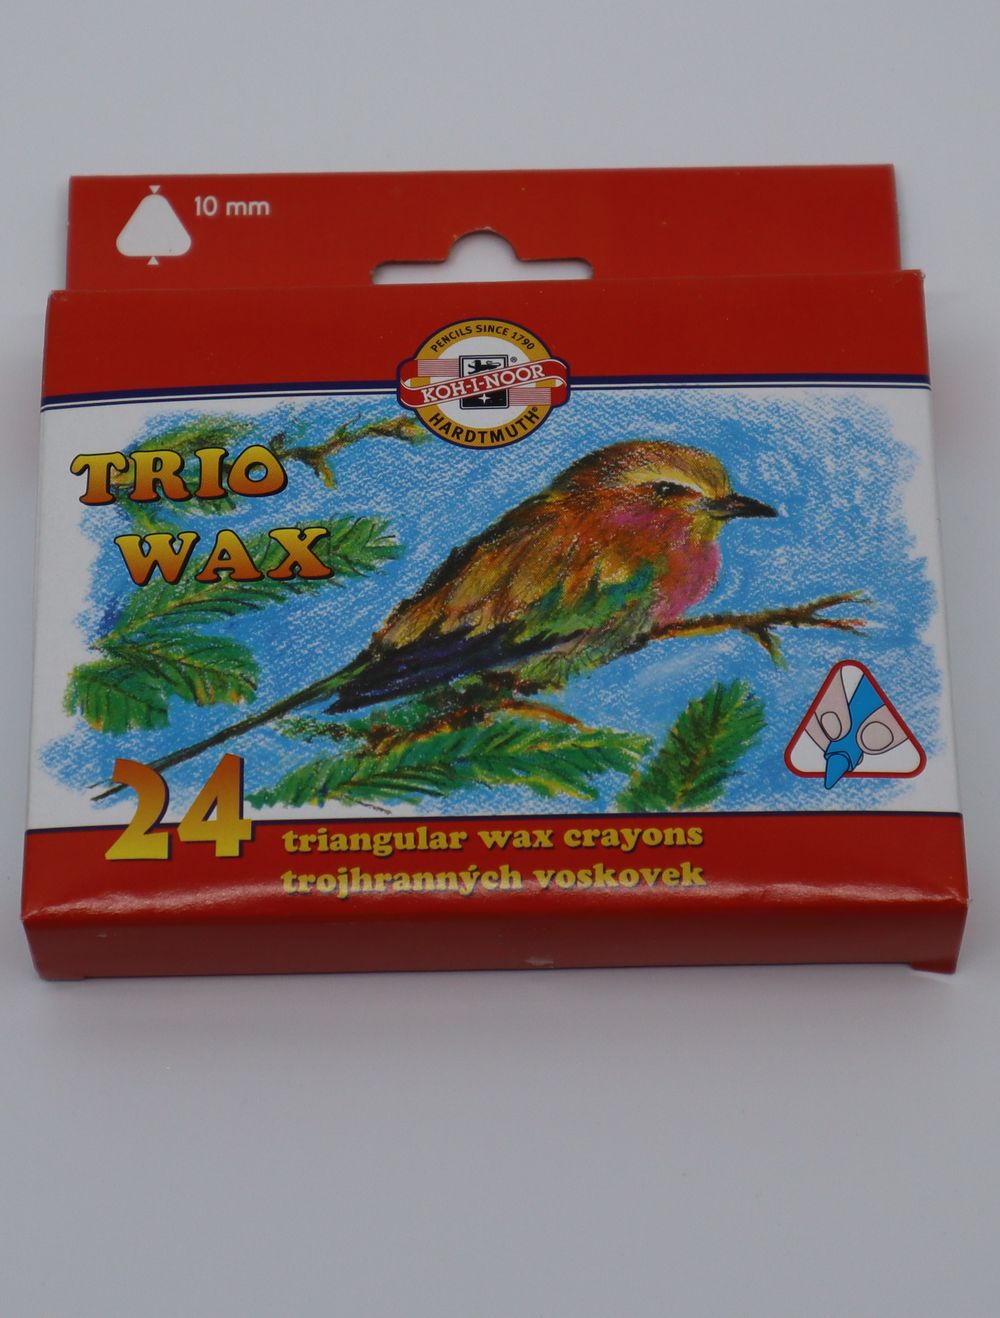 10 mm
PENCILS SINCE 1790
®
KOH-I-NOOR
HARDTMUTH®
TRIO
WAX
24
triangular wax crayons
trojhranných voskovek